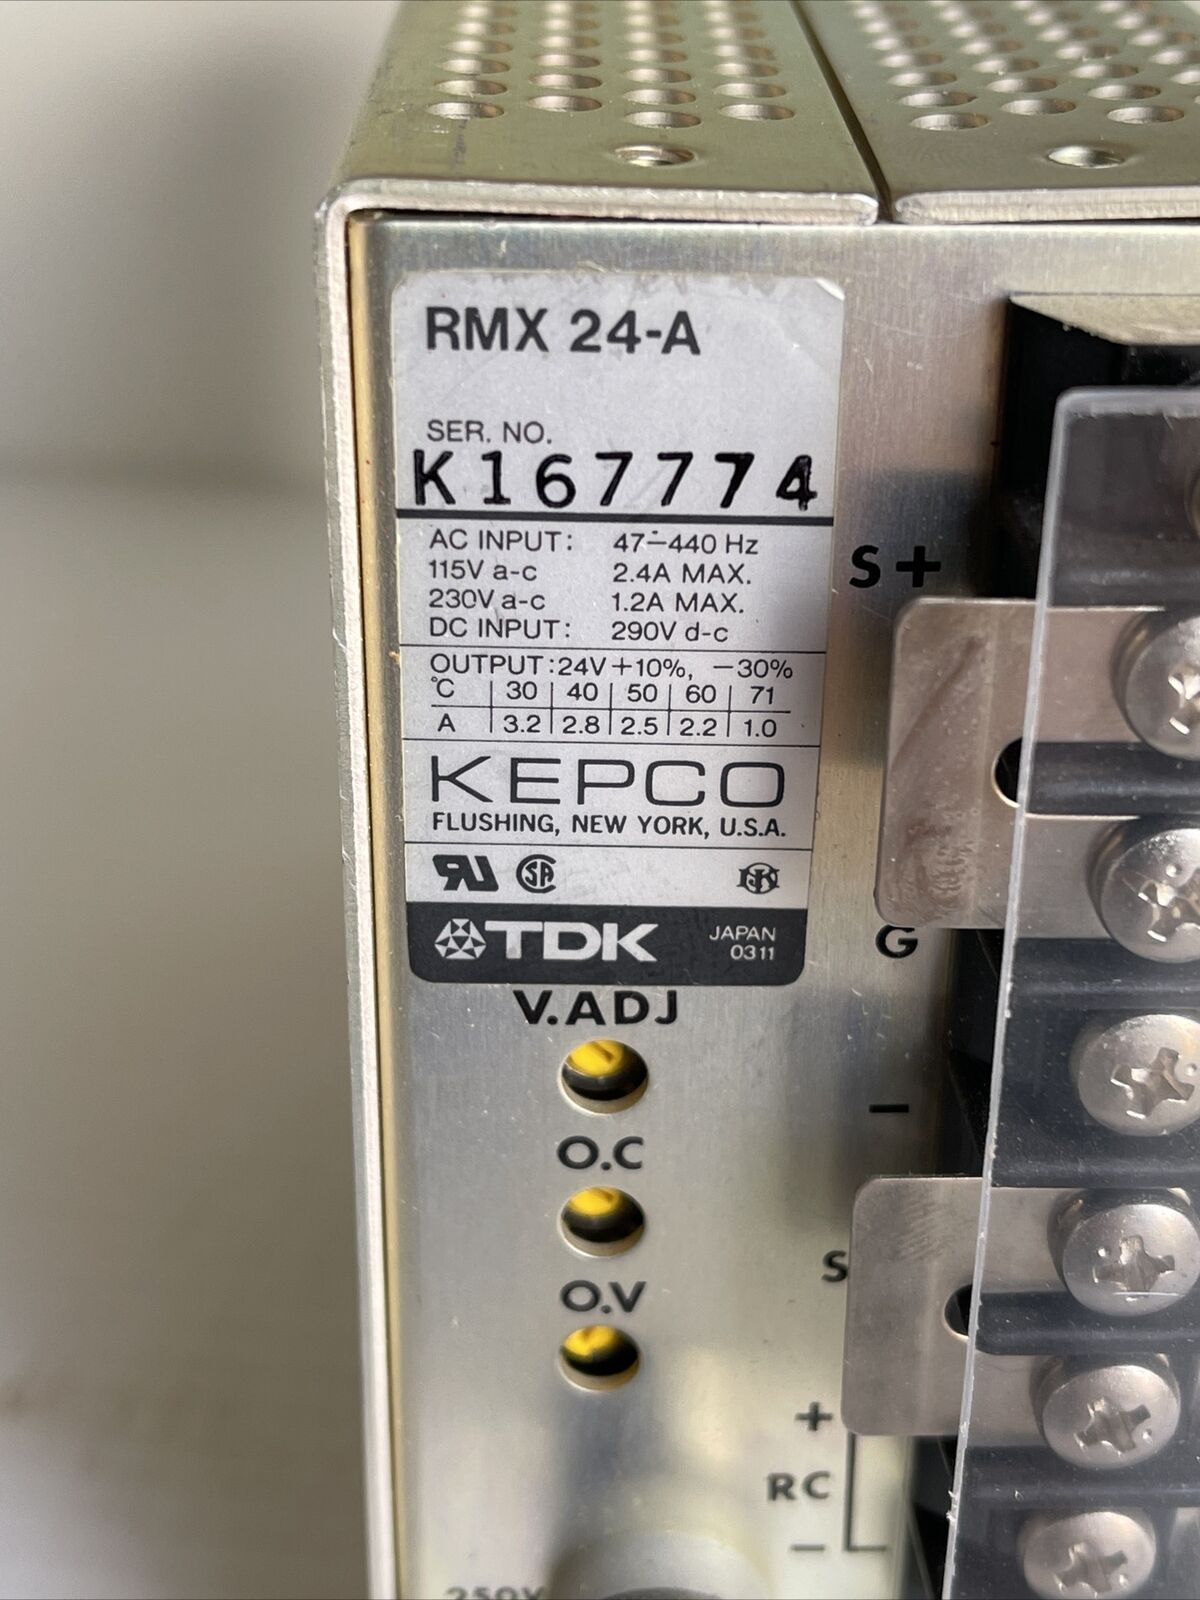 RMX 24-A
SER. NO.
K167774
AC INPUT: 47-440 Hz
115V a-c 2.4A MAX.
230V a-c 1.2A MAX.
DC INPUT: 290V d-c
OUTPUT:24V+10%, -30%
°C 30 40 50 60 71
A 3.2 2.8 2.5 2.2 1.0
KEPCO
FLUSHING, NEW YORK, U.S.A.
TDK JAPAN
0311
S+
G
V.ADJ
-
O.C
S
O.V
+
RC
-
250V